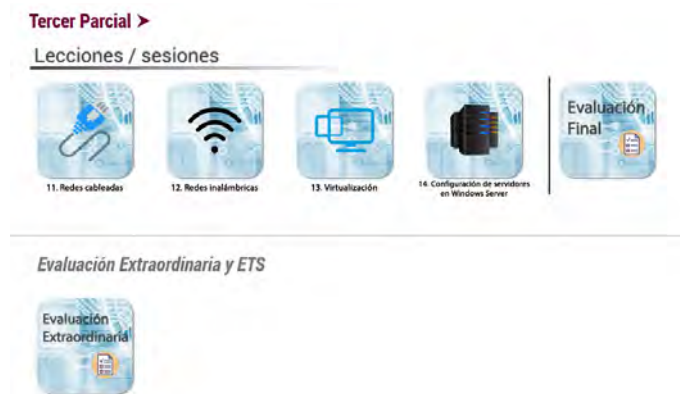 Tercer Parcial ➤
Lecciones / sesiones
Evaluación
Final
11. Redes cableadas
12. Redes inalámbricas
13. Virtualización
14. Configuración de servidores
en Windows Server
Evaluación Extraordinaria y ETS
Evaluación
Extraordinaria